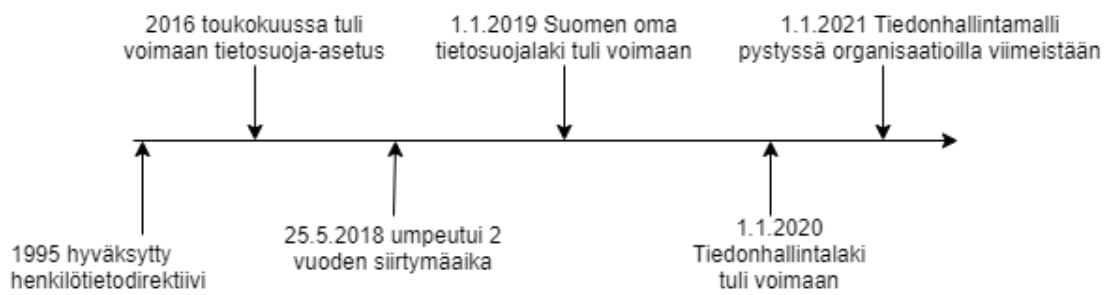 2016 toukokuussa tuli
voimaan tietosuoja-asetus
1.1.2019 Suomen oma
tietosuojalaki tuli voimaan
1.1.2021 Tiedonhallintamalli
pystyssä organisaatioilla viimeistään
1995 hyväksytty
henkilötietodirektiivi
25.5.2018 umpeutui 2
vuoden siirtymäaika
1.1.2020
Tiedonhallintalaki
tuli voimaan